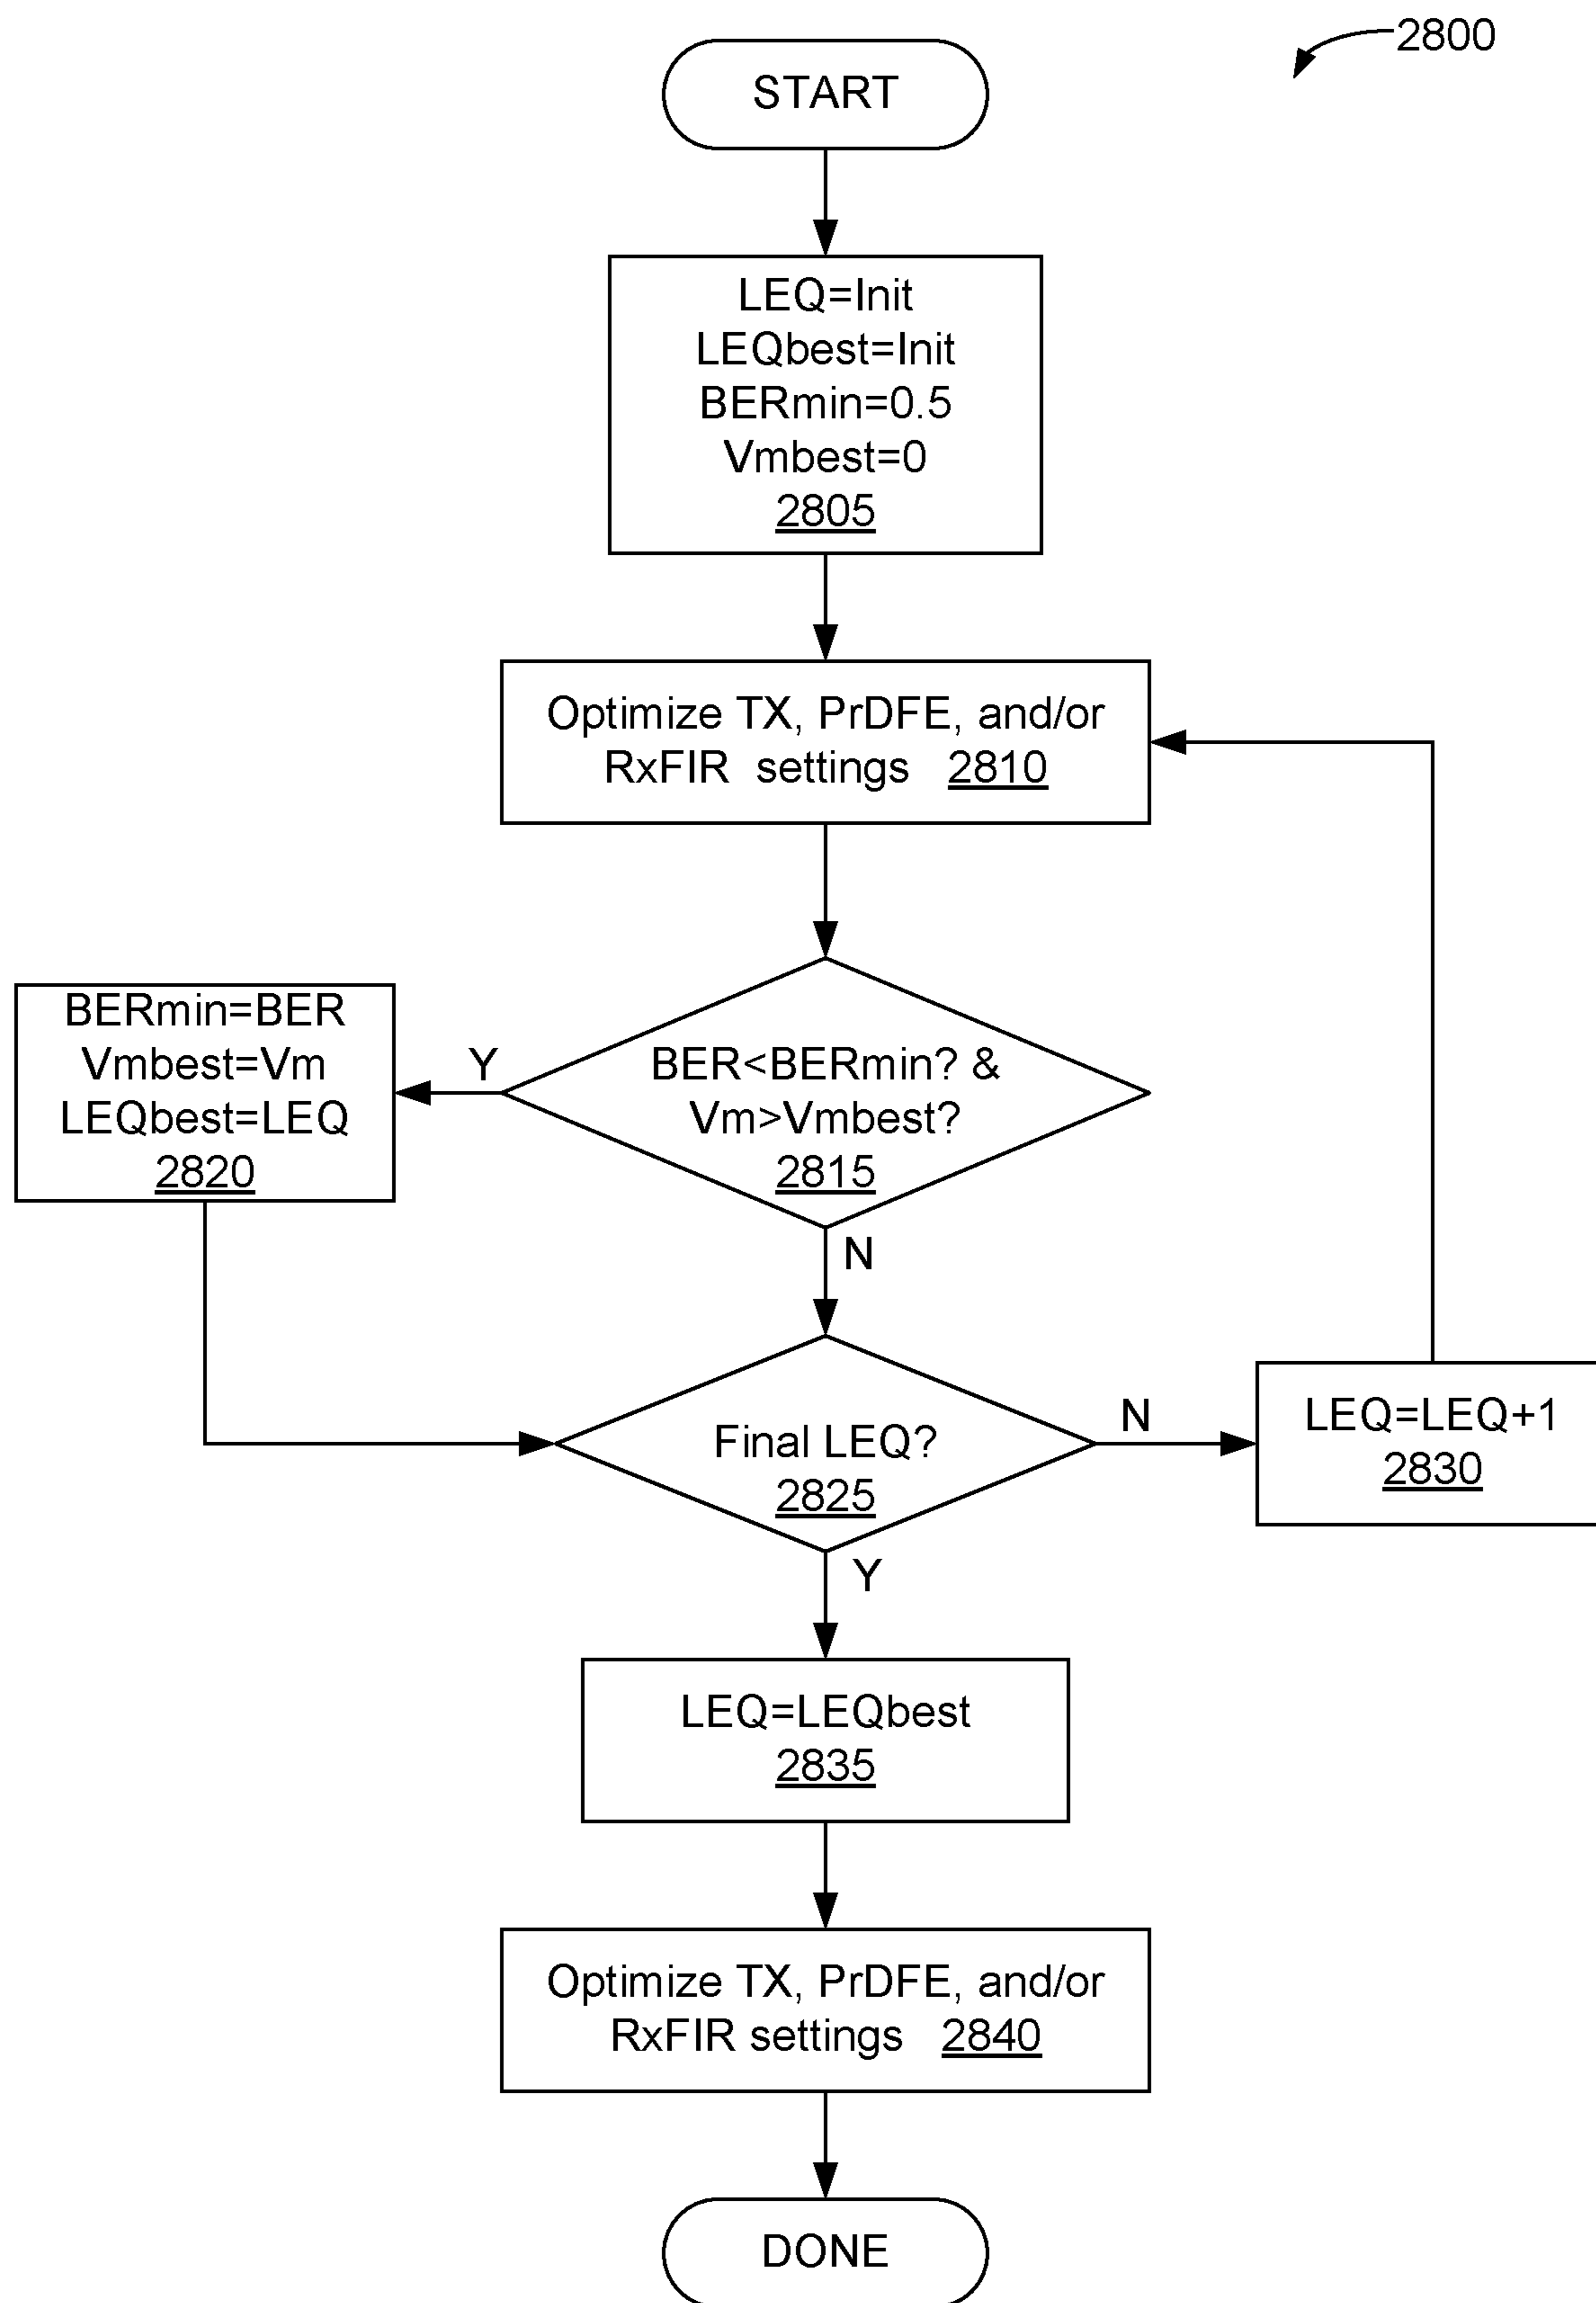 2800
START
LEQ=Init
LEQbest=Init
BERmin=0.5
Vmbest=0
2805
Optimize TX, PrDFE, and/or
RxFIR settings 2810
BER<BERmin? &
Vm>Vmbest?
2815
Y
BERmin=BER
Vmbest=Vm
LEQbest=LEQ
2820
N
Final LEQ?
2825
N
LEQ=LEQ+1
2830
Y
LEQ=LEQbest
2835
Optimize TX, PrDFE, and/or
RxFIR settings 2840
DONE